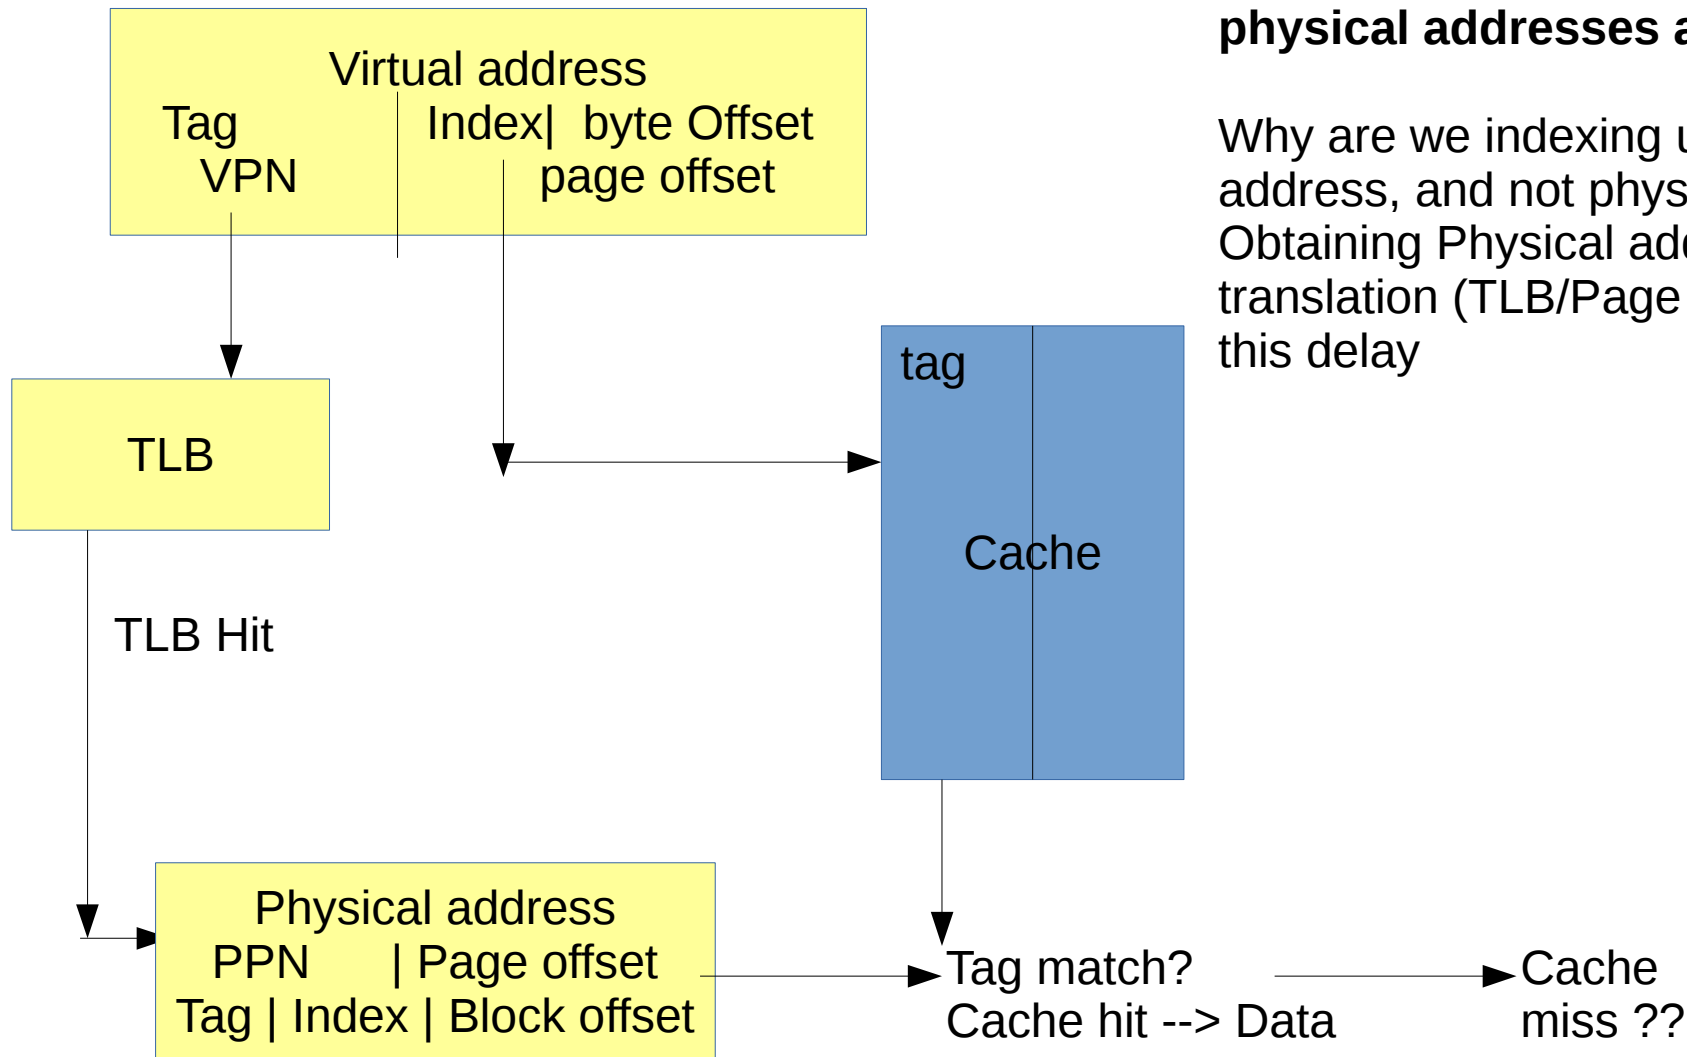 physical addresses a
Virtual address
Tag Index| byte Offset
VPN page offset
Why are we indexing u
address, and not phys
Obtaining Physical add
translation (TLB/Page
this delay
tag
TLB
Cache
TLB Hit
Physical address
PPN | Page offset
Tag | Index | Block offset
Tag match?
Cache hit --> Data
Cache
miss ??